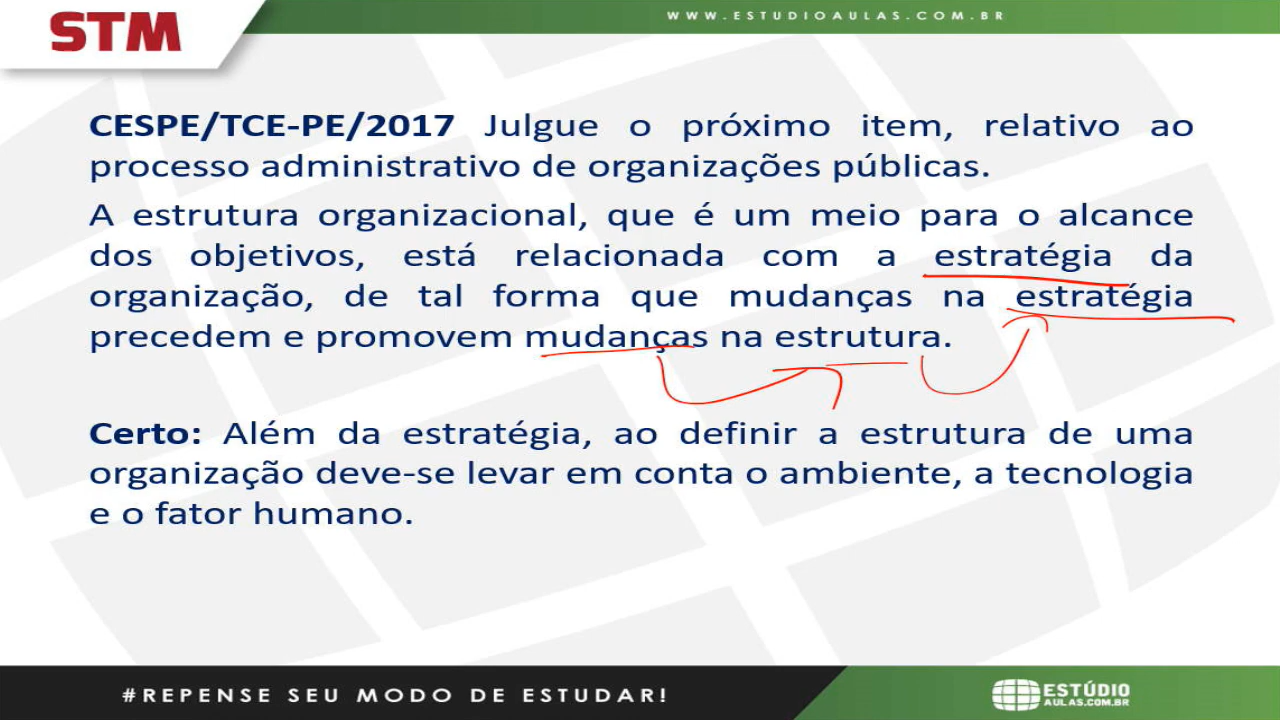 STM
WWW.ESTUDIOAULAS.COM.BR
CESPE/TCE-PE/2017 Julgue o próximo item, relativo ao
processo administrativo de organizações públicas.
A estrutura organizacional, que é um meio para o alcance
dos objetivos, está relacionada com a estratégia da
organização, de tal forma que mudanças na estratégia
precedem e promovem mudanças na estrutura.
Certo: Além da estratégia, ao definir a estrutura de uma
organização deve-se levar em conta o ambiente, a tecnologia
e o fator humano.
#REPENSE SEU MODO DE ESTUDAR!
ESTÚDIO
AULAS.COM.BR